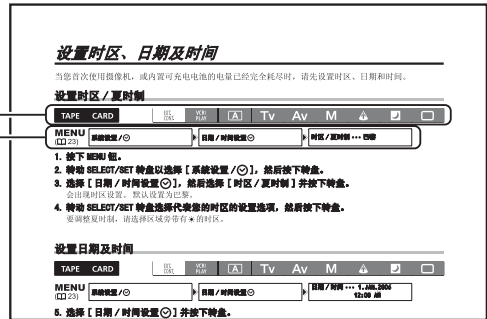 设置时区、日期及时间
当您首次使用摄像机，或内置可充电电池的电量已经完全耗尽时，请先设置时区、日期和时间。
设置时区 / 夏时制
TAPE CARD EXT. CONT. VCR/ PLAY A Tv Av M
MENU 系统设置 / 日期 / 时间设置 时区 / 夏时制 ••• 巴黎
( 23)
1. 按下 MENU 钮。
2. 转动 SELECT/SET 转盘以选择 [ 系统设置 / ]，然后按下转盘。
3. 选择 [ 日期 / 时间设置 ]，然后选择 [ 时区 / 夏时制 ] 并按下转盘。
会出现时区设置。默认设置为巴黎。
4. 转动 SELECT/SET 转盘选择代表您的时区的设置选项，然后按下转盘。
要调整夏时制，请选择区域旁带有☀的时区。
设置日期及时间
TAPE CARD EXT. CONT. VCR/ PLAY A Tv Av M
MENU 系统设置 / 日期 / 时间设置 日期 / 时间 ••• 1.JAN.2006
( 23) 12:00 AM
5. 选择 [ 日期 / 时间设置 ] 并按下转盘。